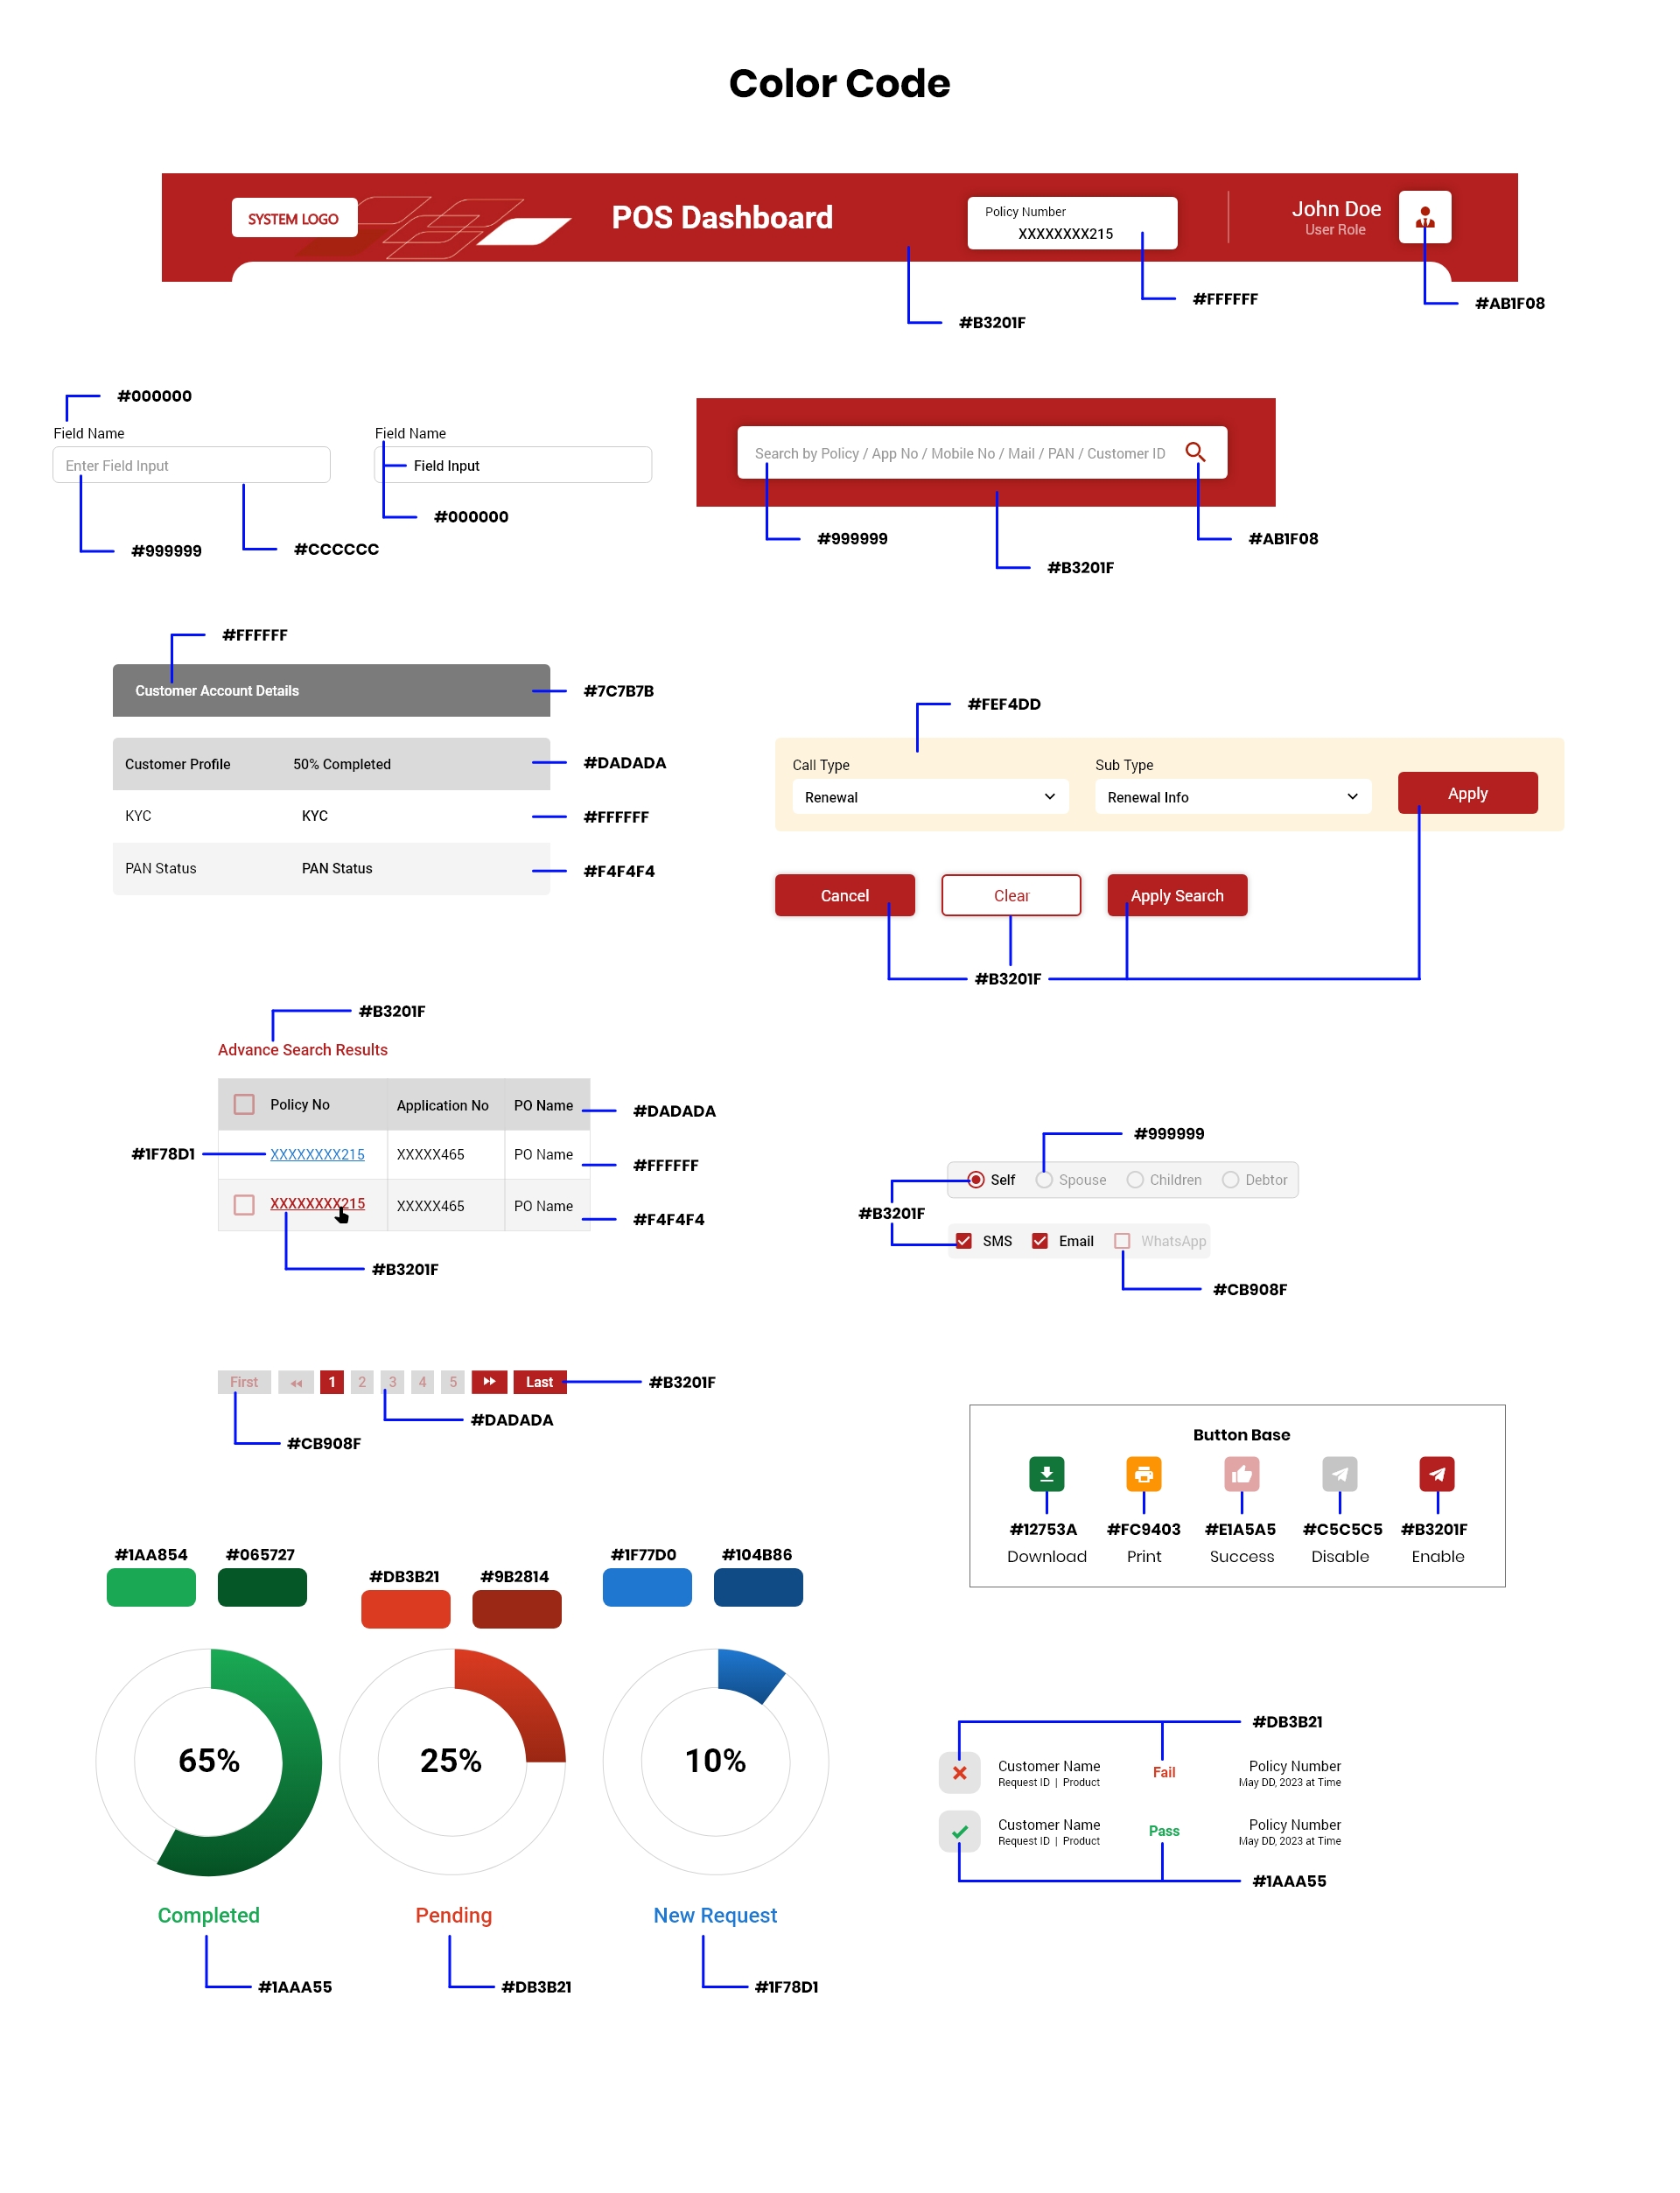 Color Code
SYSTEM LOGO
POS Dashboard
Policy Number
XXXXXXXX215
John Doe
User Role
#FFFFFF
#AB1F08
#B3201F
#000000
Field Name
Enter Field Input
#999999
#CCCCCC
Field Name
Field Input
#000000
Search by Policy / App No / Mobile No / Mail / PAN / Customer ID
#999999
#AB1F08
#B3201F
#FFFFFF
Customer Account Details
#7C7B7B
Customer Profile 50% Completed
#DADADA
KYC KYC
#FFFFFF
PAN Status PAN Status
#F4F4F4
#FEF4DD
Call Type
Renewal
Sub Type
Renewal Info
Apply
Cancel
Clear
Apply Search
#B3201F
#B3201F
Advance Search Results
Policy No Application No PO Name
#DADADA
#1F78D1
XXXXXXXX215 XXXXX465 PO Name
#FFFFFF
XXXXXXXX215 XXXXX465 PO Name
#F4F4F4
#B3201F
#999999
Self Spouse Children Debtor
#B3201F
SMS Email WhatsApp
#CB908F
First 1 2 3 4 5 Last
#B3201F
#DADADA
#CB908F
Button Base
#12753A #FC9403 #E1A5A5 #C5C5C5 #B3201F
Download Print Success Disable Enable
#1AA854 #065727
#DB3B21 #9B2814
#1F77D0 #104B86
65%
25%
10%
Completed
Pending
New Request
#1AAA55
#DB3B21
#1F78D1
#DB3B21
Customer Name
Request ID | Product
Fail
Policy Number
May DD, 2023 at Time
Customer Name
Request ID | Product
Pass
Policy Number
May DD, 2023 at Time
#1AAA55